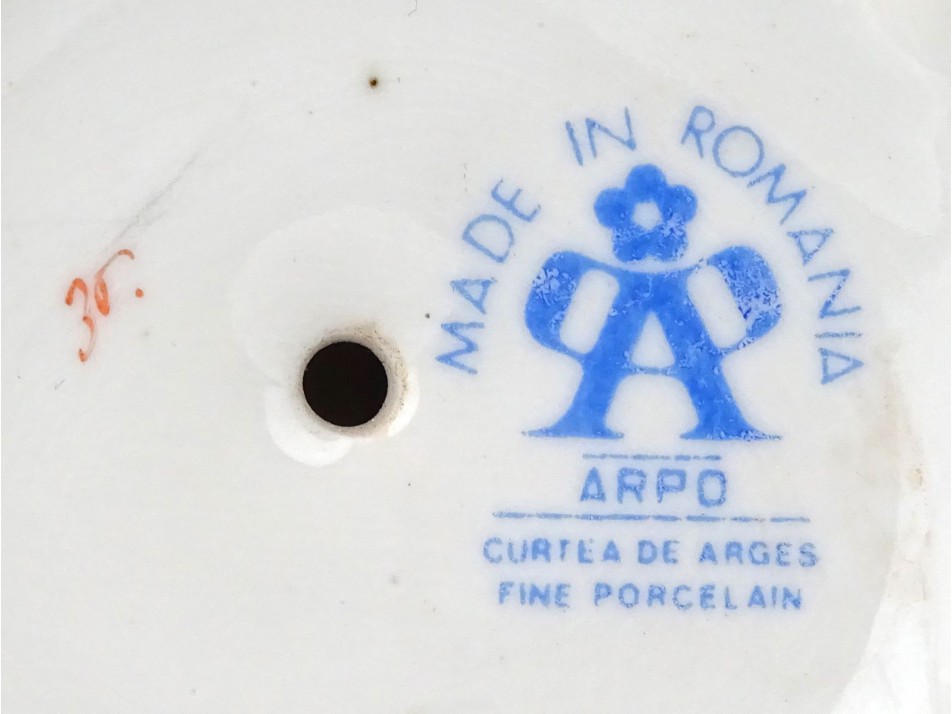 MADE IN ROMANIA
ARPO
CURTEA DE ARGES
FINE PORCELAIN